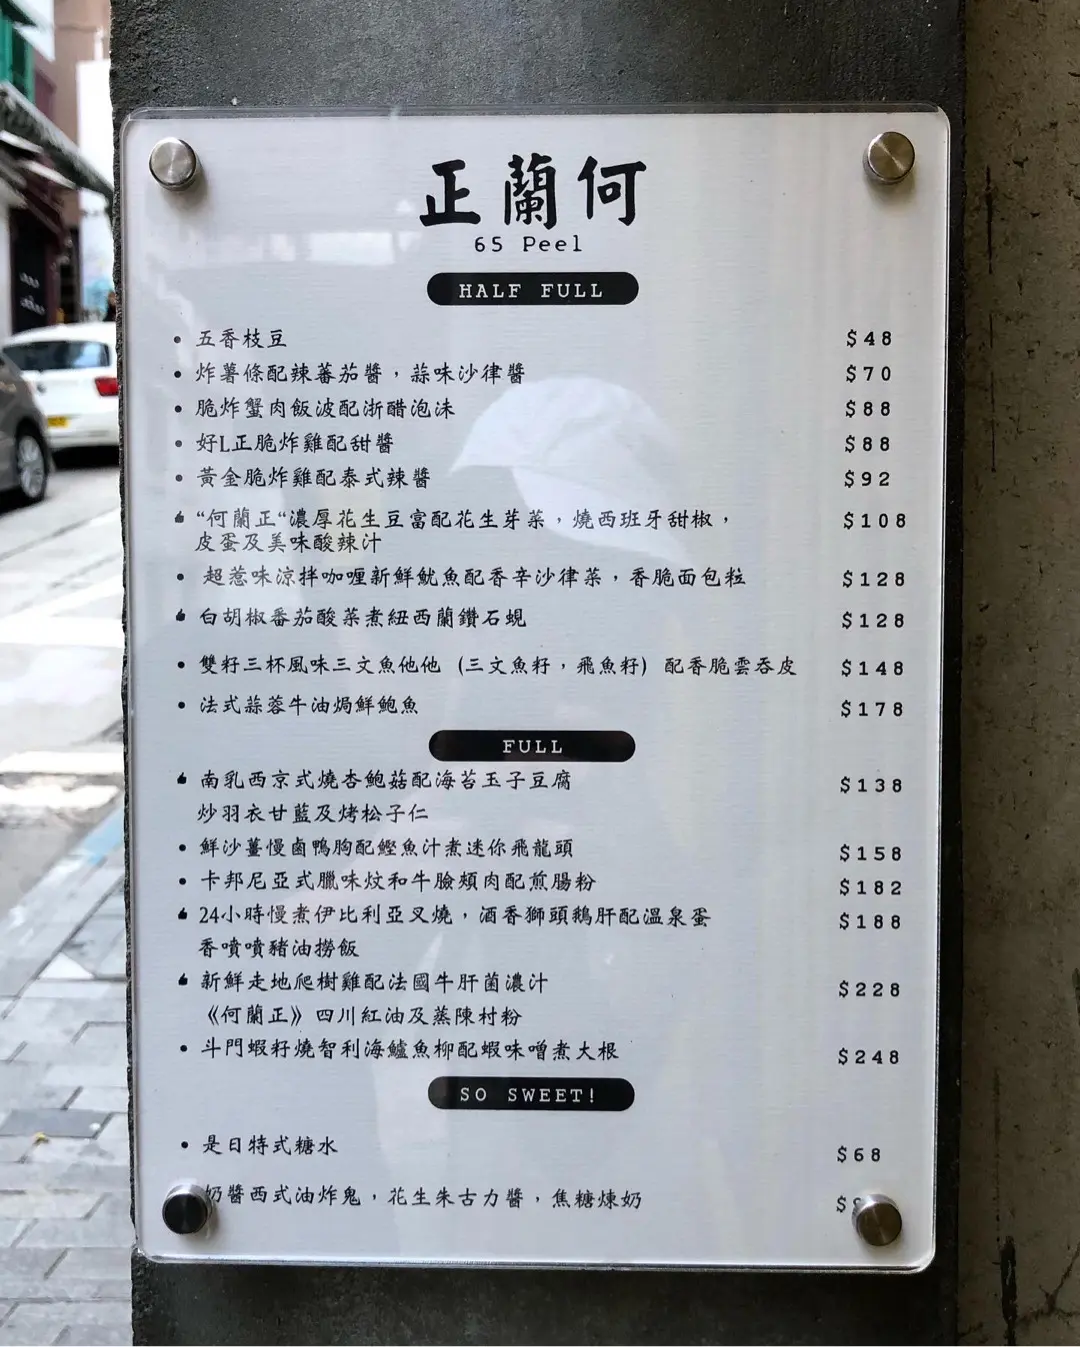 正蘭何
65 Peel
HALF FULL
五香枝豆 $48
炸薯條配辣蕃茄醬，蒜味沙律醬 $70
脆炸蟹肉飯波配浙醋泡沫 $88
好L正脆炸雞配甜醬 $88
黃金脆炸雞配泰式辣醬 $92
“何蘭正“濃厚花生豆富配花生芽菜，燒西班牙甜椒， $108
皮蛋及美味酸辣汁
超惹味涼拌咖喱新鮮魷魚配香辛沙律菜，香脆面包粒 $128
白胡椒番茄酸菜煮紐西蘭鑽石蜆 $128
雙籽三杯風味三文魚他他 (三文魚籽，飛魚籽) 配香脆雲吞皮 $148
法式蒜蓉牛油焗鮮鮑魚 $178
FULL
南乳西京式燒杏鮑菇配海苔玉子豆腐 $138
炒羽衣甘藍及烤松子仁
鮮沙薑慢鹵鴨胸配鰹魚汁煮迷你飛龍頭 $158
卡邦尼亞式臘味炆和牛臉頰肉配煎腸粉 $182
24小時慢煮伊比利亞叉燒，酒香獅頭鵝肝配溫泉蛋 $188
香噴噴豬油撈飯
新鮮走地爬樹雞配法國牛肝菌濃汁 $228
《何蘭正》四川紅油及蒸陳村粉
斗門蝦籽燒智利海鱸魚柳配蝦味噌煮大根 $248
SO SWEET!
是日特式糖水 $68
奶醬西式油炸鬼，花生朱古力醬，焦糖煉奶